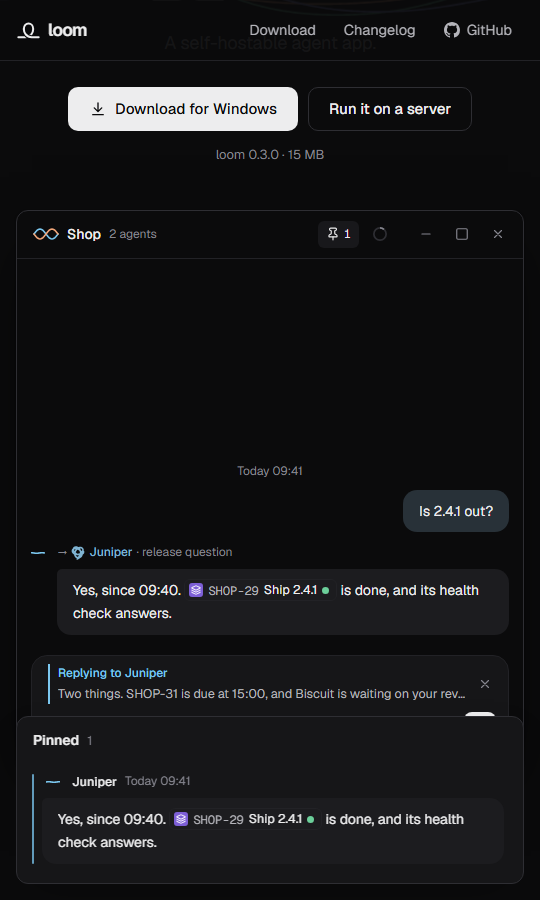 loom
Download
Changelog
GitHub
A self-hostable agent app.
Download for Windows
Run it on a server
loom 0.3.0 · 15 MB
Shop 2 agents
1
Today 09:41
Is 2.4.1 out?
→ Juniper · release question
Yes, since 09:40. SHOP-29 Ship 2.4.1 is done, and its health
check answers.
Replying to Juniper
Two things. SHOP-31 is due at 15:00, and Biscuit is waiting on your rev…
Pinned 1
Juniper Today 09:41
Yes, since 09:40. SHOP-29 Ship 2.4.1 is done, and its health
check answers.